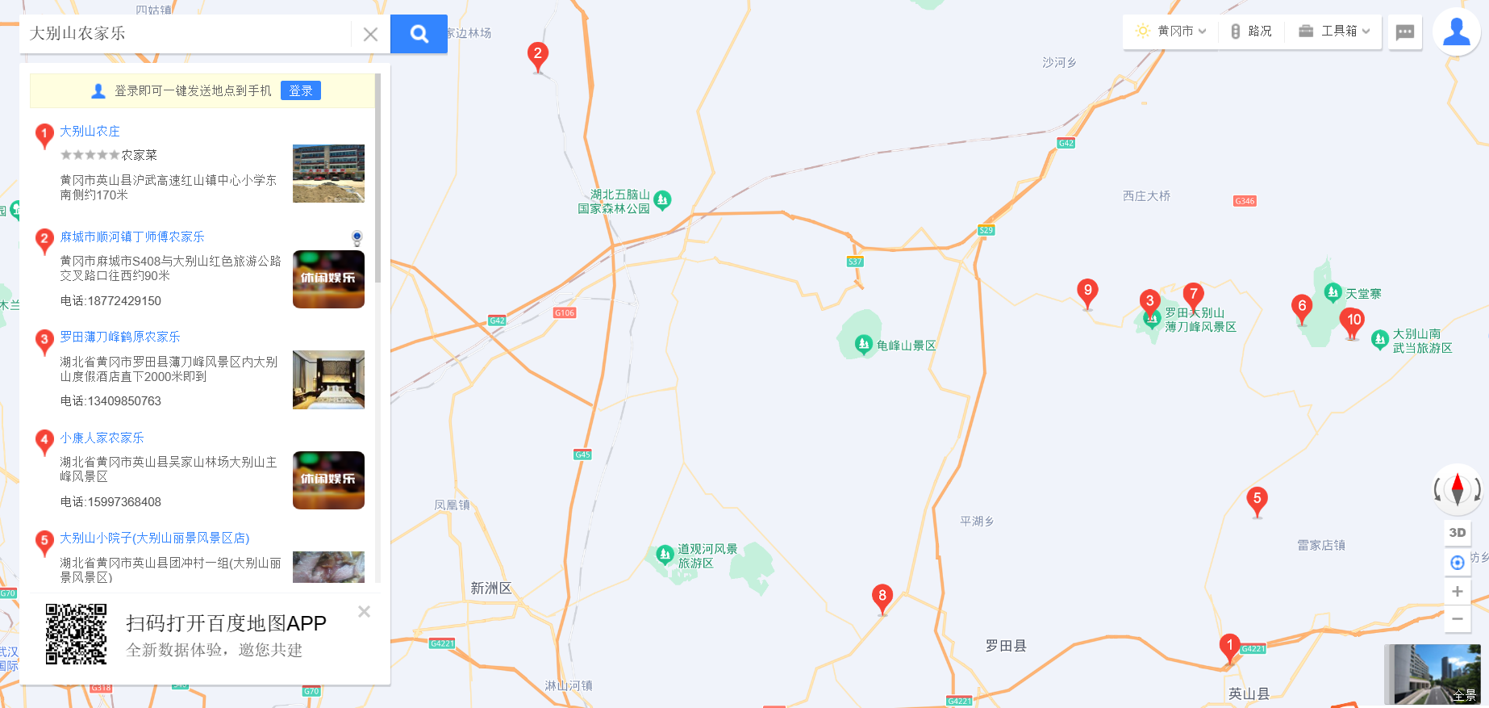 大别山农家乐
登录即可一键发送地点到手机 登录
1 大别山农庄
农家菜
黄冈市英山县沪武高速红山镇中心小学东
南侧约170米
2 麻城市顺河镇丁师傅农家乐
黄冈市麻城市S408与大别山红色旅游公路
交叉路口往西约90米
电话:18772429150
休闲娱乐
3 罗田薄刀峰鹤原农家乐
湖北省黄冈市罗田县薄刀峰风景区内大别
山度假酒店直下2000米即到
电话:13409850763
4 小康人家农家乐
湖北省黄冈市英山县吴家山林场大别山主
峰风景区
电话:15997368408
休闲娱乐
5 大别山小院子(大别山丽景风景区店)
湖北省黄冈市英山县团冲村一组(大别山丽
景风景区)
扫码打开百度地图APP
全新数据体验，邀您共建
黄冈市
路况
工具箱
四姑镇
家边林场
2
沙河乡
G42
湖北五脑山
国家森林公园
西庄大桥
G346
S29
S37
园
木兰
9
3
7
罗田大别山
薄刀峰风景区
6
天堂寨
10
大别山南
武当旅游区
G42
G106
龟峰山景区
G45
凤凰镇
平湖乡
5
雷家店镇
坊乡
3D
道观河风景
旅游区
新洲区
8
G70
G4221
罗田县
1
G4221
武汉
国际
G318
G70
淋山河镇
G4221
英山县
全景